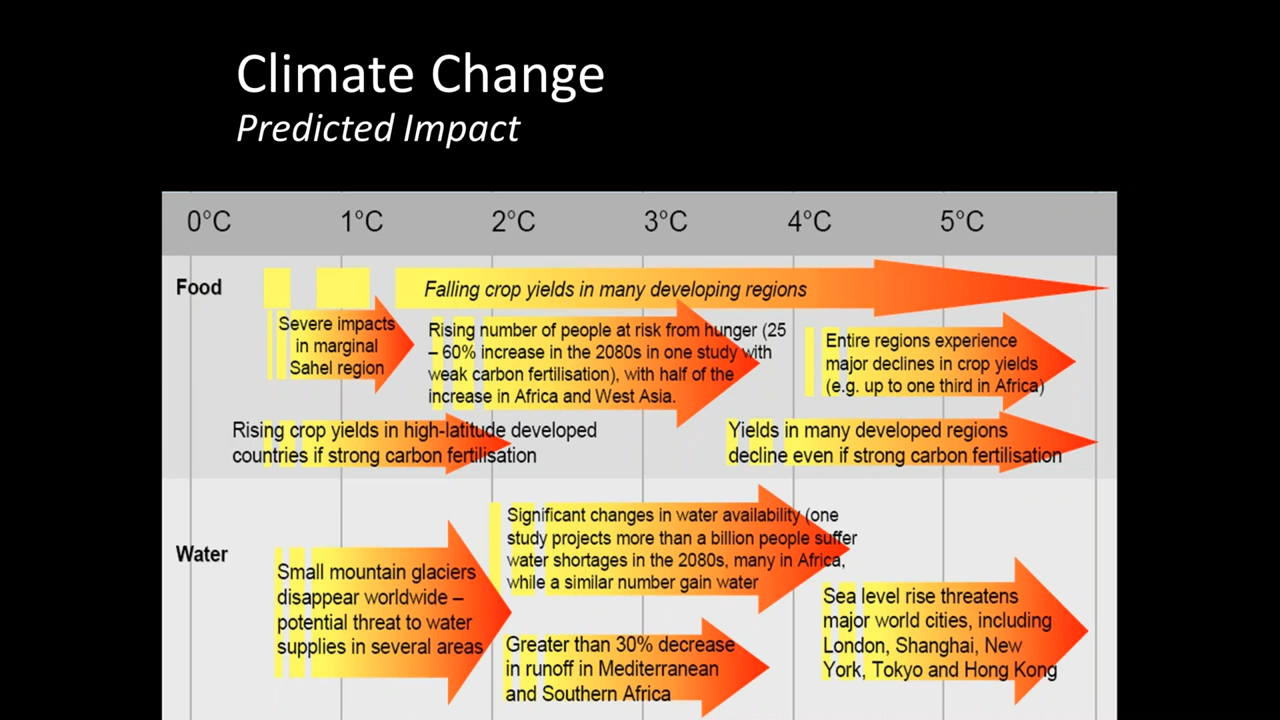 Climate Change
Predicted Impact
0°C 1°C 2°C 3°C 4°C 5°C
Food
Falling crop yields in many developing regions
Severe impacts
in marginal
Sahel region
Rising number of people at risk from hunger (25
– 60% increase in the 2080s in one study with
weak carbon fertilisation), with half of the
increase in Africa and West Asia.
Entire regions experience
major declines in crop yields
(e.g. up to one third in Africa)
Rising crop yields in high-latitude developed
countries if strong carbon fertilisation
Yields in many developed regions
decline even if strong carbon fertilisation
Water
Small mountain glaciers
disappear worldwide –
potential threat to water
supplies in several areas
Significant changes in water availability (one
study projects more than a billion people suffer
water shortages in the 2080s, many in Africa,
while a similar number gain water
Greater than 30% decrease
in runoff in Mediterranean
and Southern Africa
Sea level rise threatens
major world cities, including
London, Shanghai, New
York, Tokyo and Hong Kong